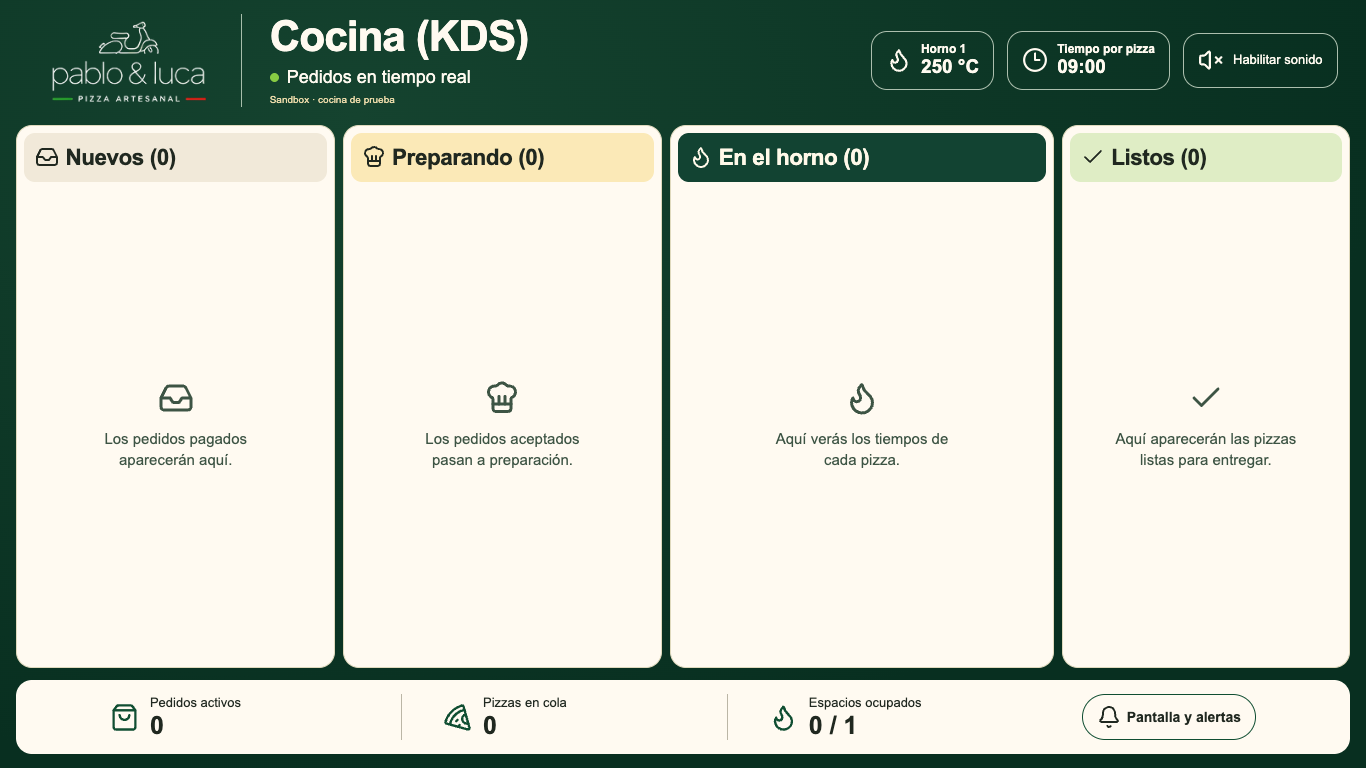 pablo & luca
PIZZA ARTESANAL
Cocina (KDS)
Pedidos en tiempo real
Sandbox · cocina de prueba
Horno 1
250 °C
Tiempo por pizza
09:00
Habilitar sonido
Nuevos (0)
Preparando (0)
En el horno (0)
Listos (0)
Los pedidos pagados
aparecerán aquí.
Los pedidos aceptados
pasan a preparación.
Aquí verás los tiempos de
cada pizza.
Aquí aparecerán las pizzas
listas para entregar.
Pedidos activos
0
Pizzas en cola
0
Espacios ocupados
0 / 1
Pantalla y alertas